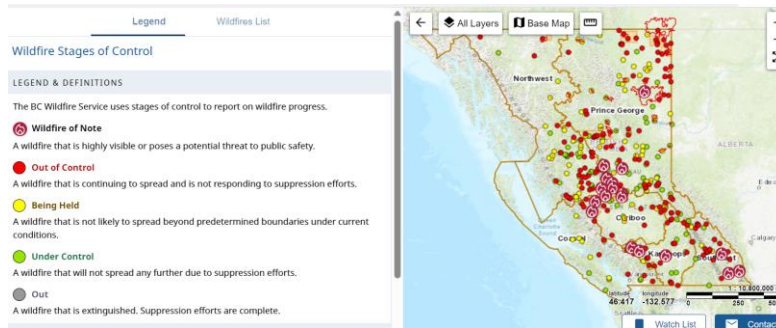 Legend Wildfires List
Wildfire Stages of Control
LEGEND & DEFINITIONS
The BC Wildfire Service uses stages of control to report on wildfire progress.
Wildfire of Note
A wildfire that is highly visible or poses a potential threat to public safety.
Out of Control
A wildfire that is continuing to spread and is not responding to suppression efforts.
Being Held
A wildfire that is not likely to spread beyond predetermined boundaries under current
conditions.
Under Control
A wildfire that will not spread any further due to suppression efforts.
Out
A wildfire that is extinguished. Suppression efforts are complete.
All Layers Base Map
Northwest
Prince George
ALBERTA
Cariboo
Calgar
1 : 10,800,000
latitude longitude
46.417 -132.577
0 250
Watch List Contac